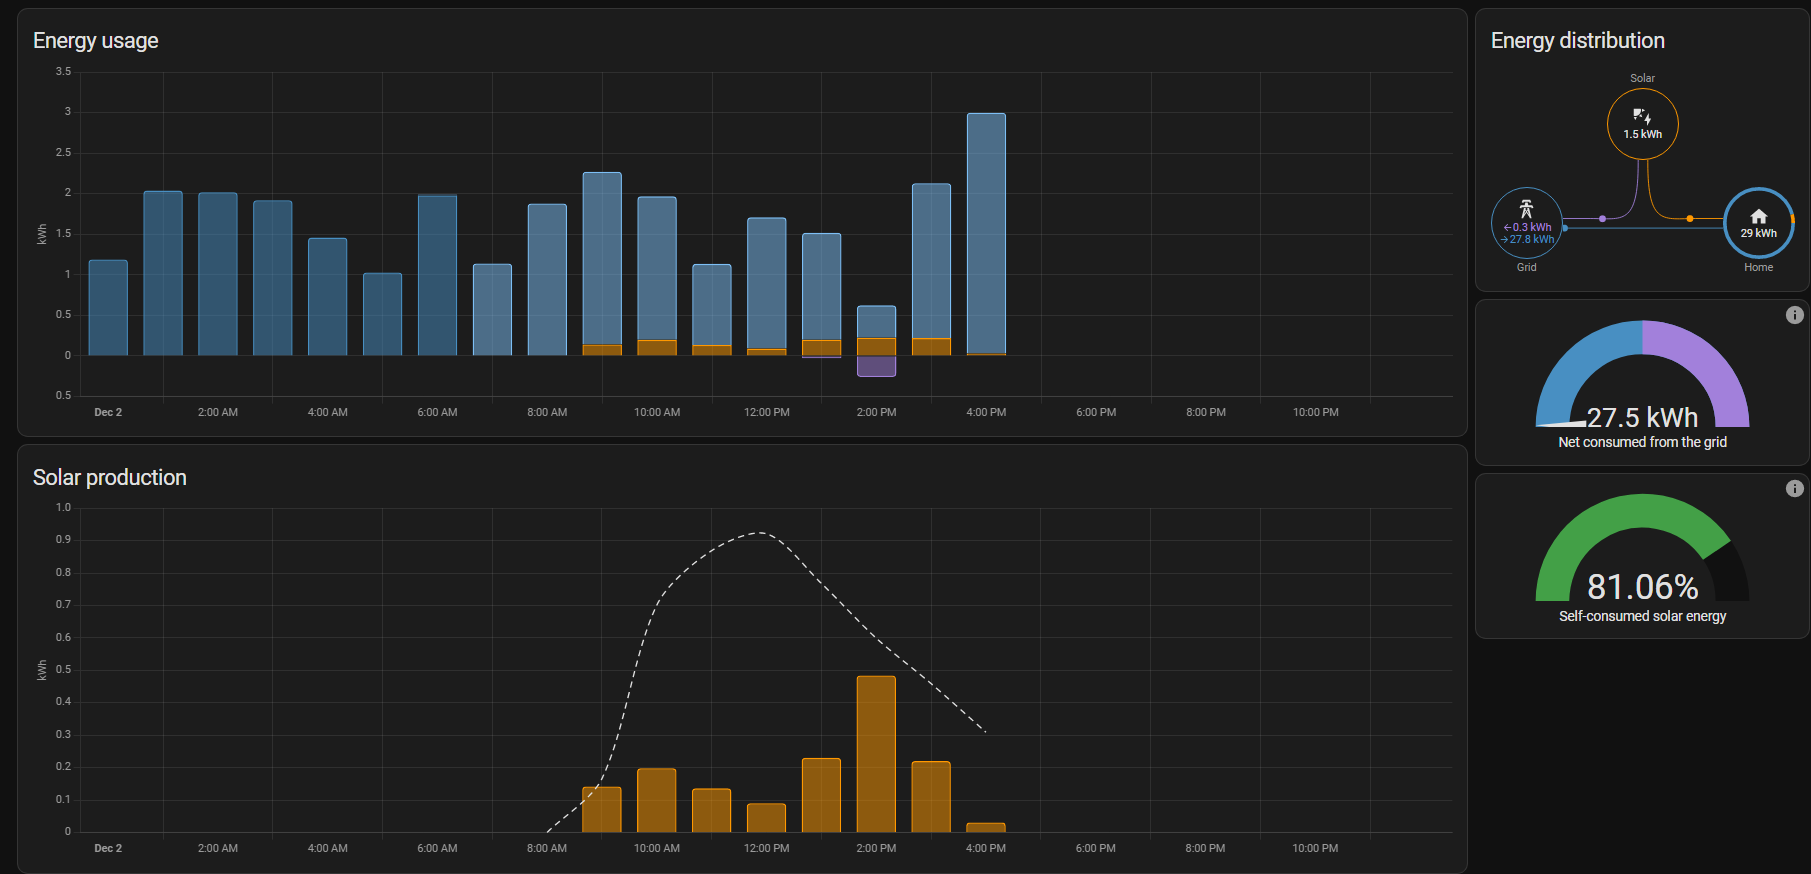 Energy usage
3.5
3
2.5
2
1.5
1
0.5
0
0.5
kWh
Dec 2
2:00 AM
4:00 AM
6:00 AM
8:00 AM
10:00 AM
12:00 PM
2:00 PM
4:00 PM
6:00 PM
8:00 PM
10:00 PM
Solar production
1.0
0.9
0.8
0.7
0.6
0.5
0.4
0.3
0.2
0.1
0
kWh
Dec 2
2:00 AM
4:00 AM
6:00 AM
8:00 AM
10:00 AM
12:00 PM
2:00 PM
4:00 PM
6:00 PM
8:00 PM
10:00 PM
Energy distribution
Solar
1.5 kWh
←0.3 kWh
→27.8 kWh
Grid
29 kWh
Home
27.5 kWh
Net consumed from the grid
81.06%
Self-consumed solar energy